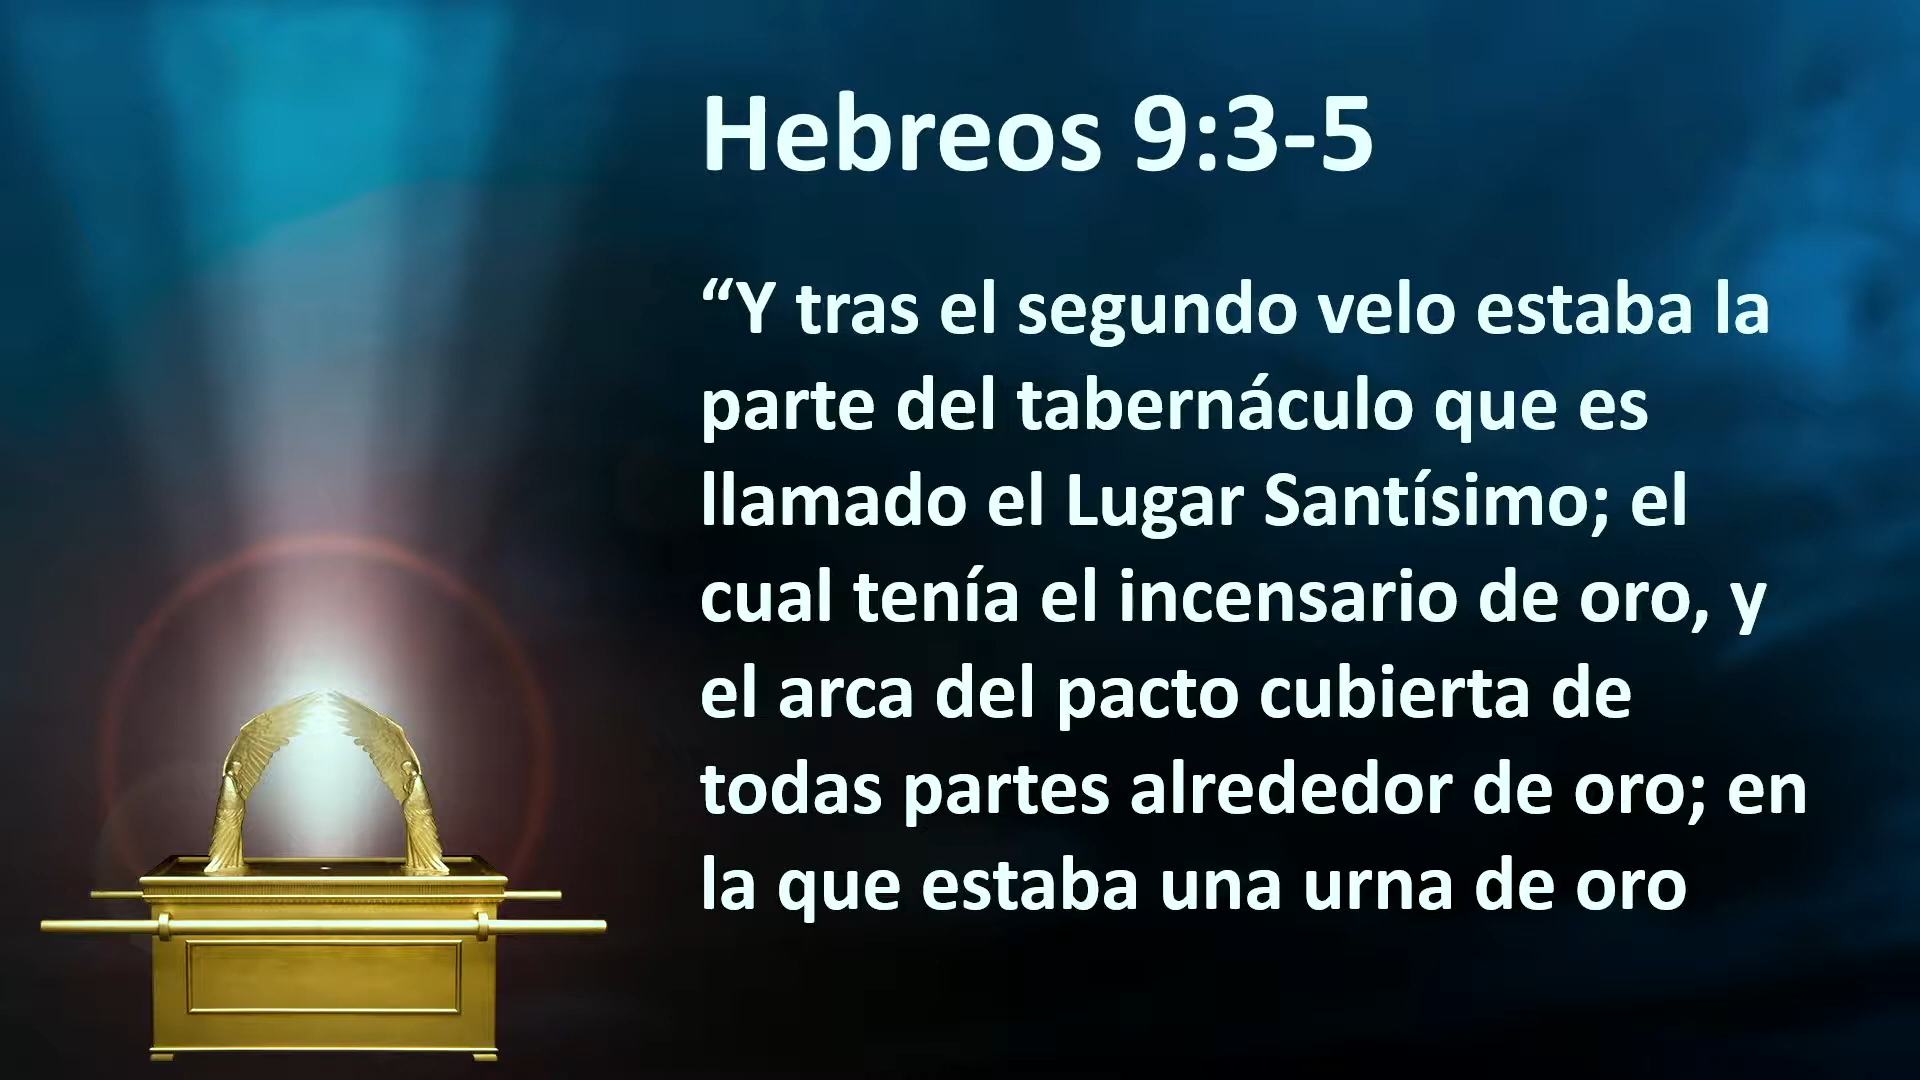 Hebreos 9:3-5
“Y tras el segundo velo estaba la
parte del tabernáculo que es
llamado el Lugar Santísimo; el
cual tenía el incensario de oro, y
el arca del pacto cubierta de
todas partes alrededor de oro; en
la que estaba una urna de oro